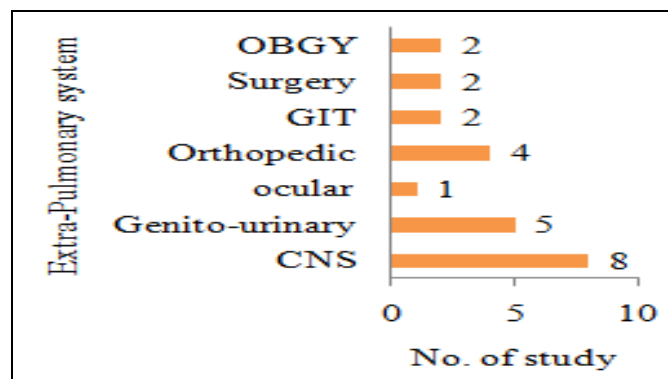 Extra-Pulmonary system
OBGY 2
Surgery 2
GIT 2
Orthopedic 4
ocular 1
Genito-urinary 5
CNS 8
0 5 10
No. of study